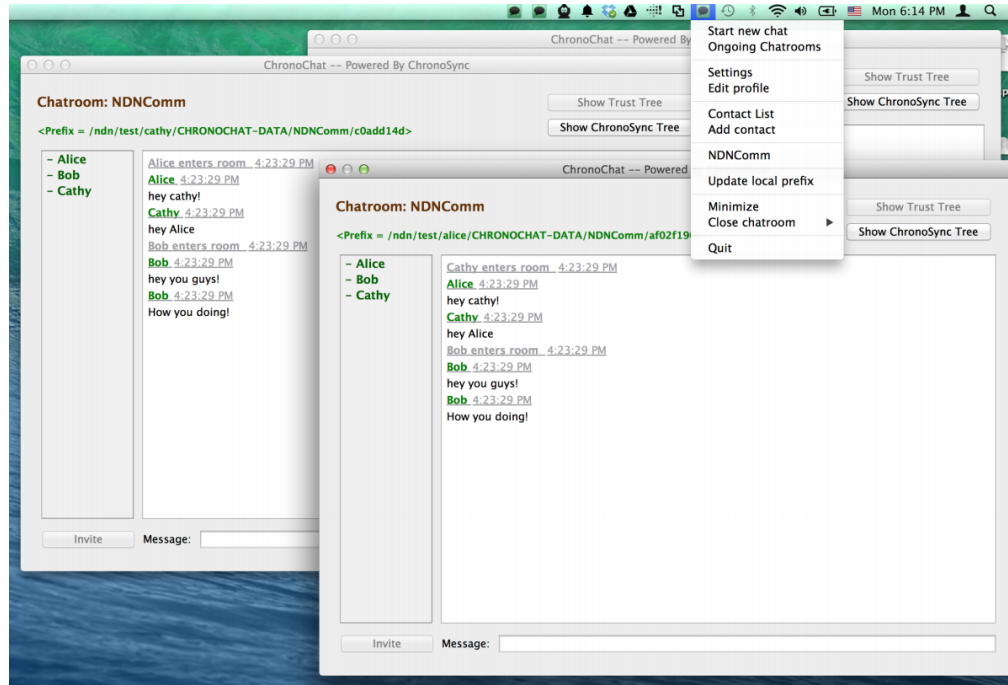 Mon 6:14 PM
ChronoChat -- Powered By
Show Trust Tree
Show ChronoSync Tree
ChronoChat -- Powered By ChronoSync
Chatroom: NDNComm
Show Trust Tree
<Prefix = /ndn/test/cathy/CHRONOCHAT-DATA/NDNComm/c0add14d>
Show ChronoSync Tree
– Alice
– Bob
– Cathy
Alice enters room 4:23:29 PM
Alice 4:23:29 PM
hey cathy!
Cathy 4:23:29 PM
hey Alice
Bob enters room 4:23:29 PM
Bob 4:23:29 PM
hey you guys!
Bob 4:23:29 PM
How you doing!
Invite
Message:
ChronoChat -- Powered
Chatroom: NDNComm
Show Trust Tree
<Prefix = /ndn/test/alice/CHRONOCHAT-DATA/NDNComm/af02f19
Show ChronoSync Tree
– Alice
– Bob
– Cathy
Cathy enters room 4:23:29 PM
Alice 4:23:29 PM
hey cathy!
Cathy 4:23:29 PM
hey Alice
Bob enters room 4:23:29 PM
Bob 4:23:29 PM
hey you guys!
Bob 4:23:29 PM
How you doing!
Invite
Message:
Start new chat
Ongoing Chatrooms
Settings
Edit profile
Contact List
Add contact
NDNComm
Update local prefix
Minimize
Close chatroom
Quit